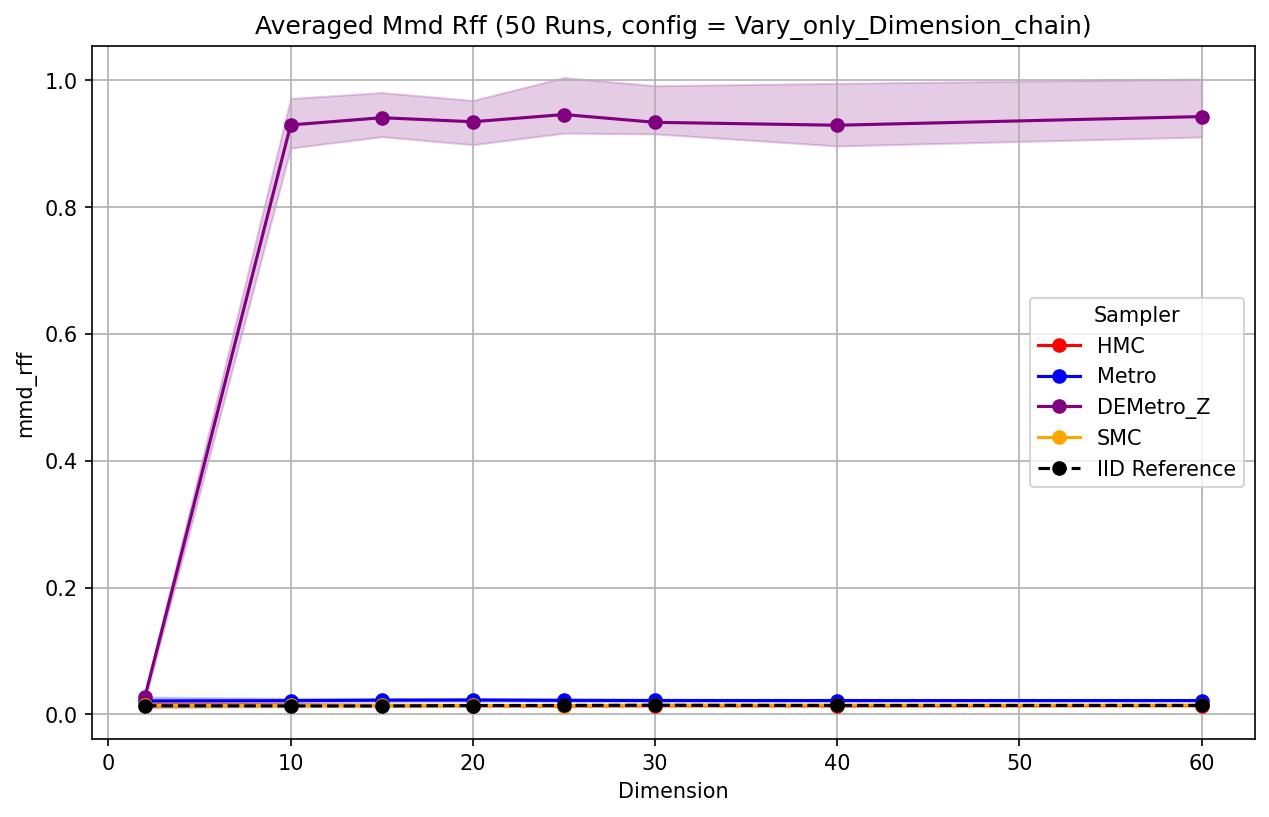 Averaged Mmd Rff (50 Runs, config = Vary_only_Dimension_chain)
mmd_rff
1.0
0.8
0.6
0.4
0.2
0.0
0 10 20 30 40 50 60
Dimension
Sampler
HMC
Metro
DEMetro_Z
SMC
IID Reference